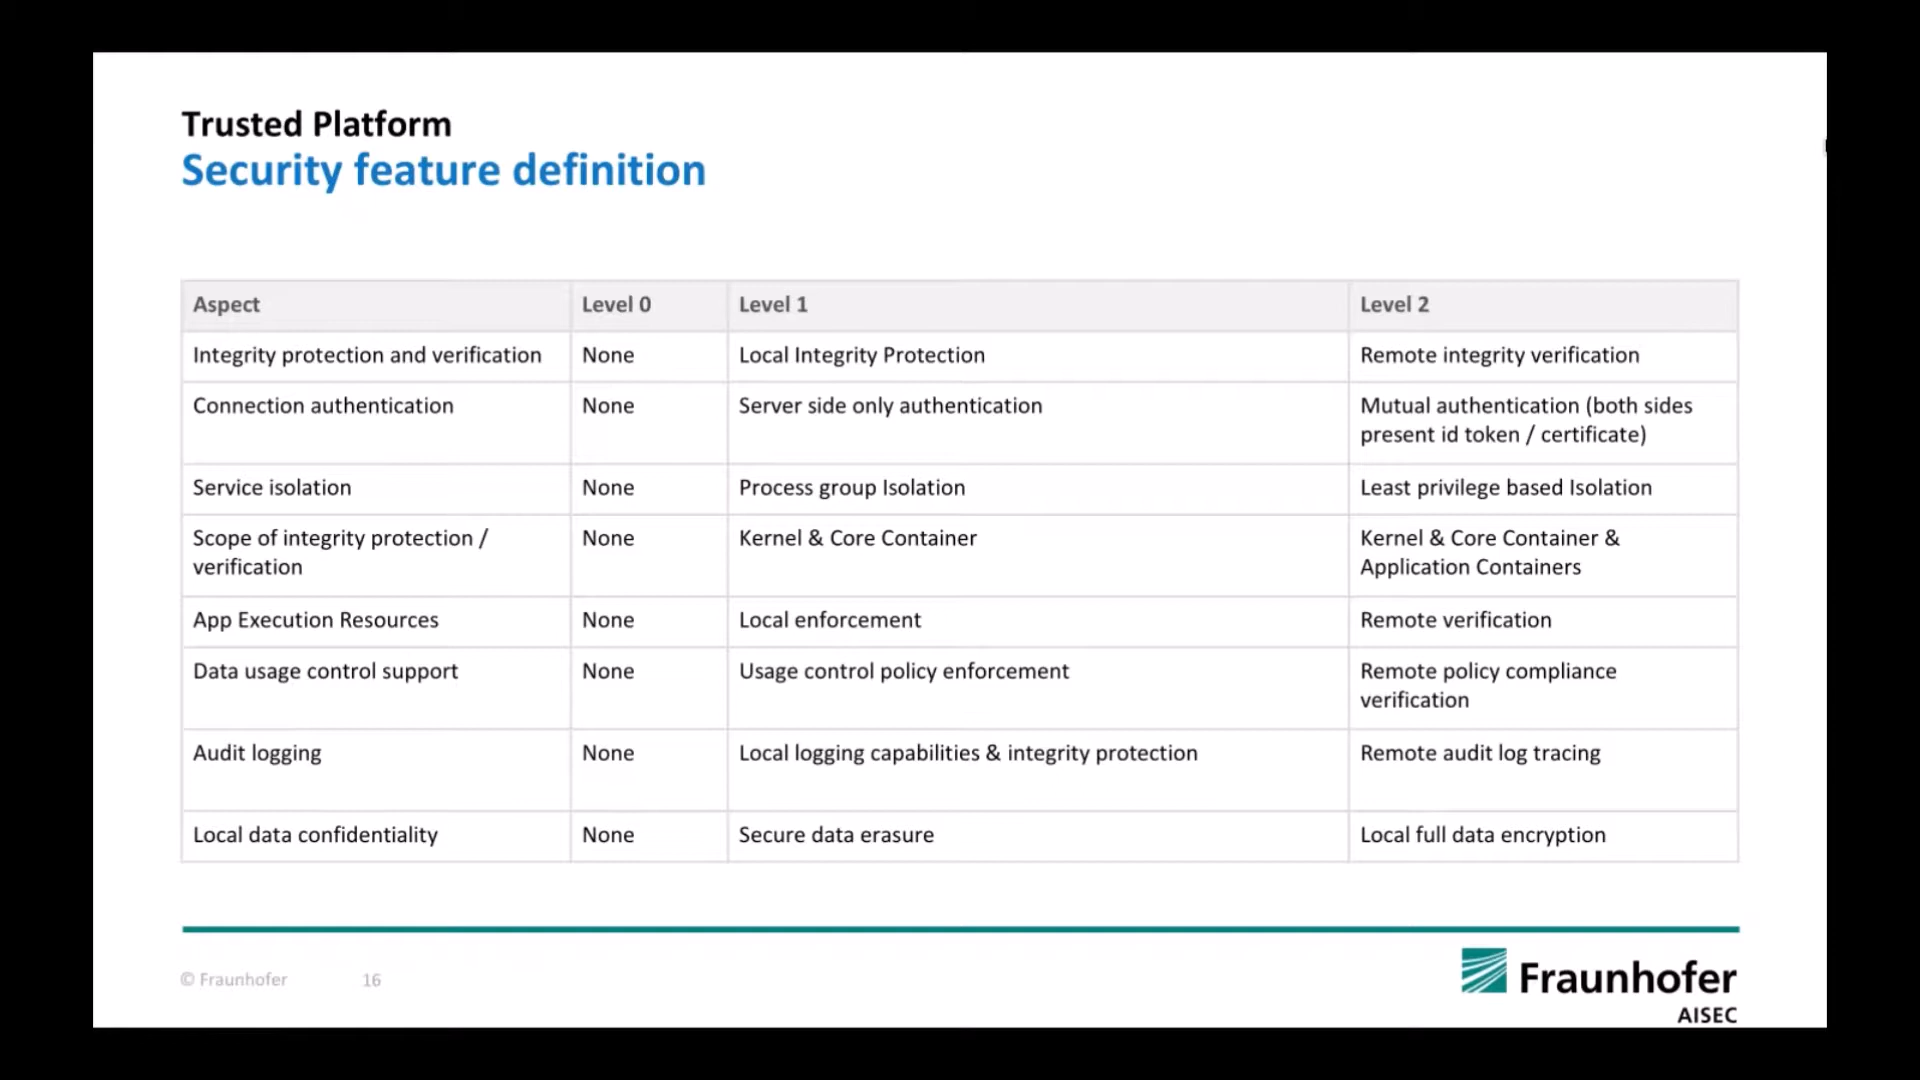 Trusted Platform
Security feature definition
Aspect Level 0 Level 1 Level 2
Integrity protection and verification None Local Integrity Protection Remote integrity verification
Connection authentication None Server side only authentication Mutual authentication (both sides
present id token / certificate)
Service isolation None Process group Isolation Least privilege based Isolation
Scope of integrity protection / None Kernel & Core Container Kernel & Core Container &
verification Application Containers
App Execution Resources None Local enforcement Remote verification
Data usage control support None Usage control policy enforcement Remote policy compliance
verification
Audit logging None Local logging capabilities & integrity protection Remote audit log tracing
Local data confidentiality None Secure data erasure Local full data encryption
© Fraunhofer 16
Fraunhofer
AISEC